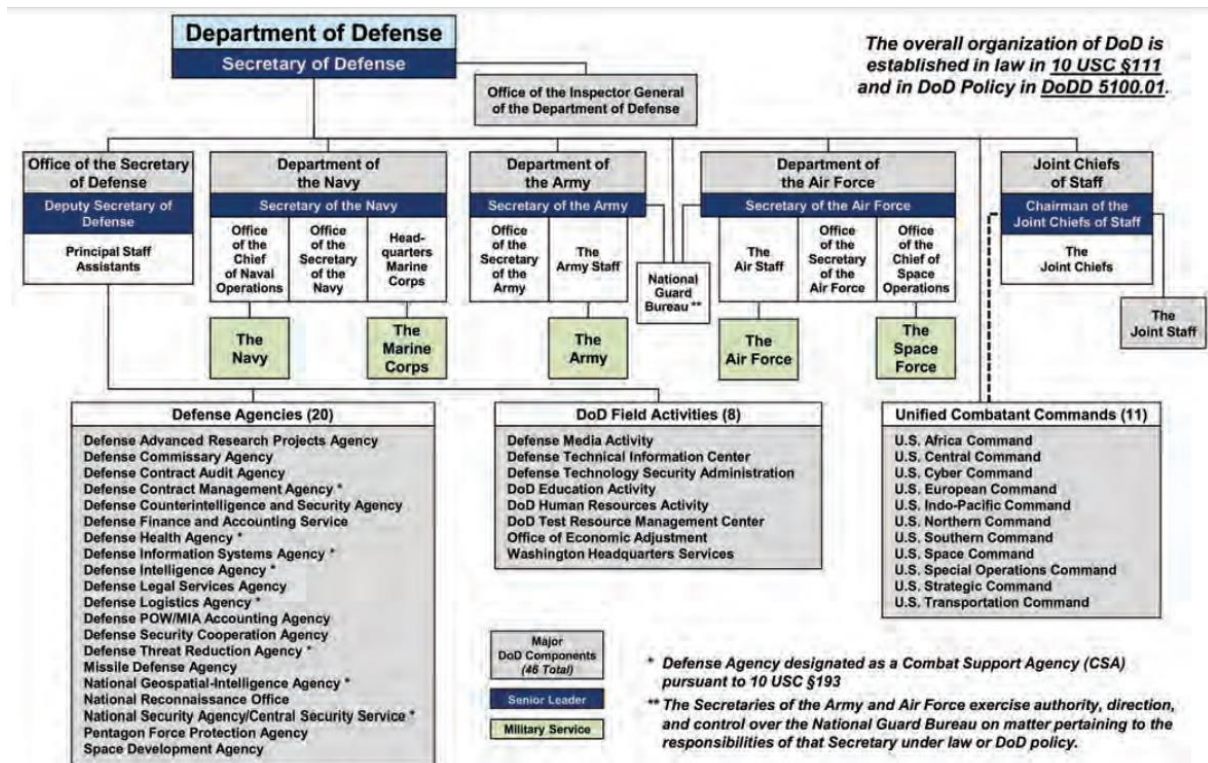 Department of Defense
Secretary of Defense
The overall organization of DoD is
established in law in 10 USC §111
and in DoD Policy in DoDD 5100.01.
Office of the Inspector General
of the Department of Defense
Office of the Secretary
of Defense
Deputy Secretary of
Defense
Principal Staff
Assistants
Department of
the Navy
Secretary of the Navy
Office
of the
Chief
of Naval
Operations
Office
of the
Secretary
of the
Navy
Head-
quarters
Marine
Corps
The
Navy
The
Marine
Corps
Department of
the Army
Secretary of the Army
Office
of the
Secretary
of the
Army
The
Army Staff
The
Army
National
Guard
Bureau **
Department of
the Air Force
Secretary of the Air Force
The
Air Staff
Office
of the
Secretary
of the
Air Force
Office
of the
Chief of
Space
Operations
The
Air Force
The
Space
Force
Joint Chiefs
of Staff
Chairman of the
Joint Chiefs of Staff
The
Joint Chiefs
The
Joint Staff
Defense Agencies (20)
Defense Advanced Research Projects Agency
Defense Commissary Agency
Defense Contract Audit Agency
Defense Contract Management Agency *
Defense Counterintelligence and Security Agency
Defense Finance and Accounting Service
Defense Health Agency *
Defense Information Systems Agency *
Defense Intelligence Agency *
Defense Legal Services Agency
Defense Logistics Agency *
Defense POW/MIA Accounting Agency
Defense Security Cooperation Agency
Defense Threat Reduction Agency *
Missile Defense Agency
National Geospatial-Intelligence Agency *
National Reconnaissance Office
National Security Agency/Central Security Service *
Pentagon Force Protection Agency
Space Development Agency
DoD Field Activities (8)
Defense Media Activity
Defense Technical Information Center
Defense Technology Security Administration
DoD Education Activity
DoD Human Resources Activity
DoD Test Resource Management Center
Office of Economic Adjustment
Washington Headquarters Services
Unified Combatant Commands (11)
U.S. Africa Command
U.S. Central Command
U.S. Cyber Command
U.S. European Command
U.S. Indo-Pacific Command
U.S. Northern Command
U.S. Southern Command
U.S. Space Command
U.S. Special Operations Command
U.S. Strategic Command
U.S. Transportation Command
Major
DoD Components
(46 Total)
Senior Leader
Military Service
* Defense Agency designated as a Combat Support Agency (CSA)
pursuant to 10 USC §193
** The Secretaries of the Army and Air Force exercise authority, direction,
and control over the National Guard Bureau on matter pertaining to the
responsibilities of that Secretary under law or DoD policy.